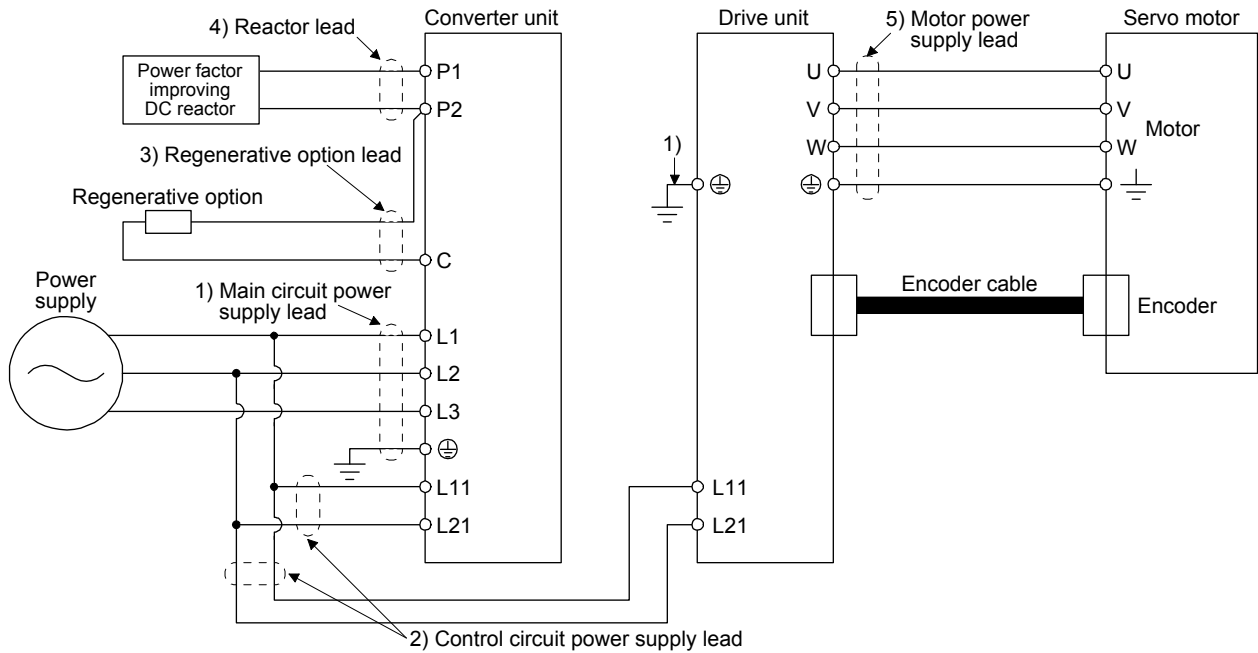 Converter unit
Drive unit
Servo motor
4) Reactor lead
5) Motor power
supply lead
Power factor
improving
DC reactor
P1
P2
U
V
W
U
V
W
Motor
1)
3) Regenerative option lead
Regenerative option
C
Power
supply
1) Main circuit power
supply lead
Encoder cable
Encoder
L1
L2
L3
L11
L21
L11
L21
2) Control circuit power supply lead